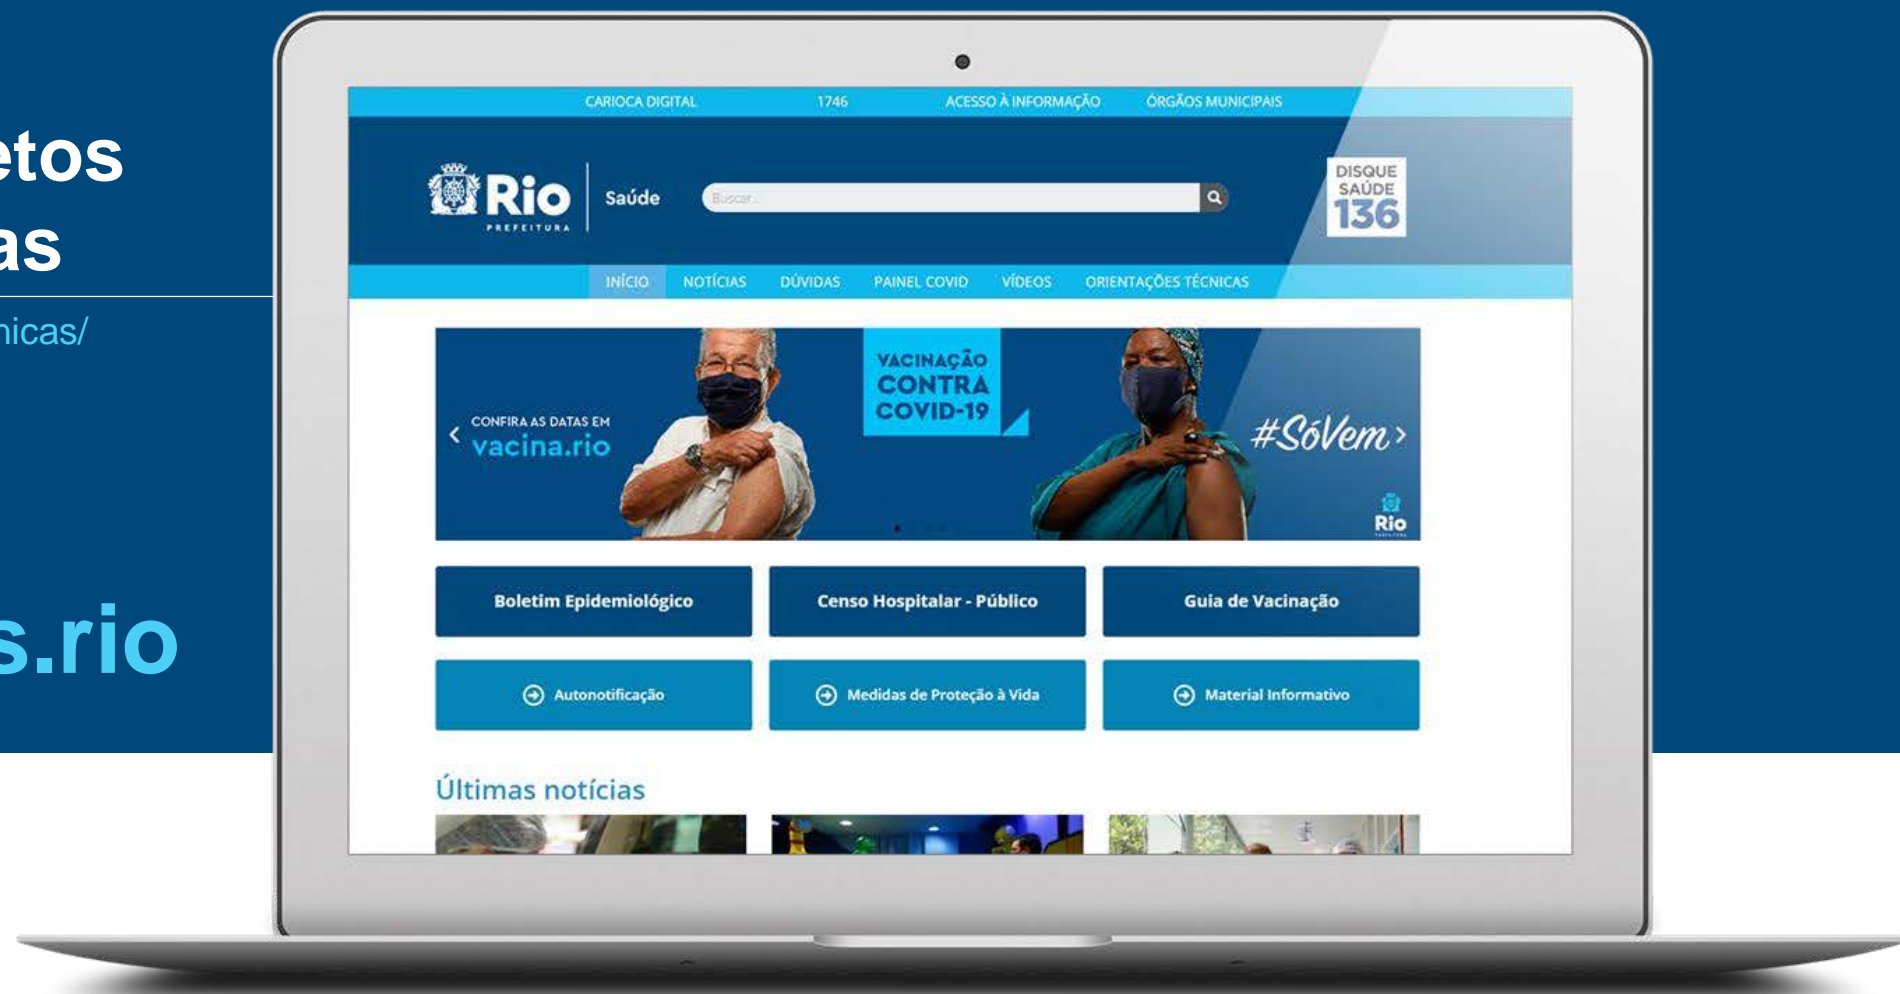 etos
as
nicas/
s.rio
CARIOCA DIGITAL 1746 ACESSO À INFORMAÇÃO ÓRGÃOS MUNICIPAIS
Rio
PREFEITURA
Saúde
Buscar...
DISQUE
SAÚDE
136
INÍCIO NOTÍCIAS DÚVIDAS PAINEL COVID VÍDEOS ORIENTAÇÕES TÉCNICAS
CONFIRA AS DATAS EM
vacina.rio
VACINAÇÃO
CONTRA
COVID-19
#SóVem
Rio
PREFEITURA
Boletim Epidemiológico Censo Hospitalar - Público Guia de Vacinação
Autonotificação Medidas de Proteção à Vida Material Informativo
Últimas notícias